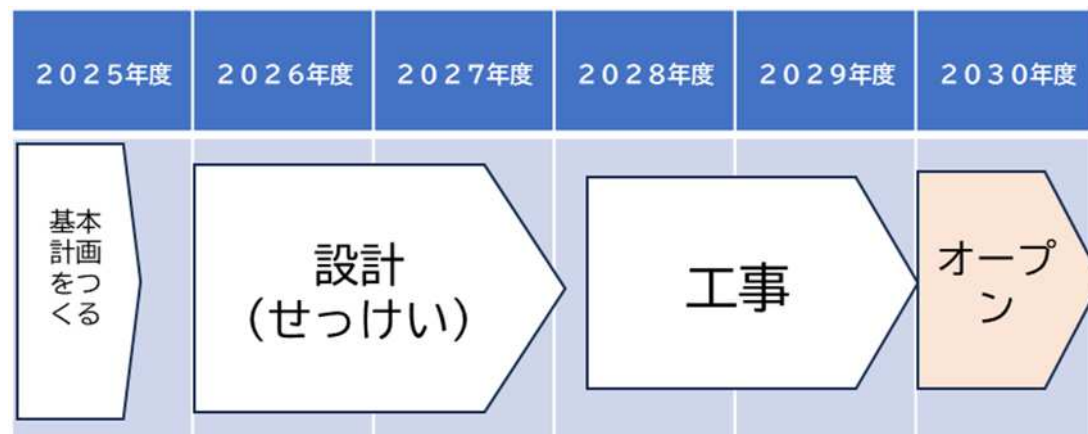 ２０２５年度
２０２６年度
２０２７年度
２０２８年度
２０２９年度
２０３０年度
基本
計画
をつ
くる
設計
（せっけい）
工事
オープ
ン